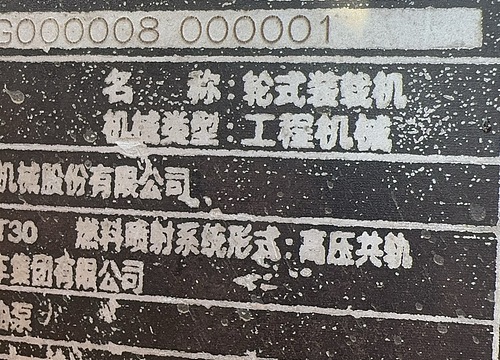 G000008 000001
名 称:轮式装载机
机械类型:工程机械
机械股份有限公司
T30 燃料喷射系统形式:高压共轨
集团有限公司
油泵